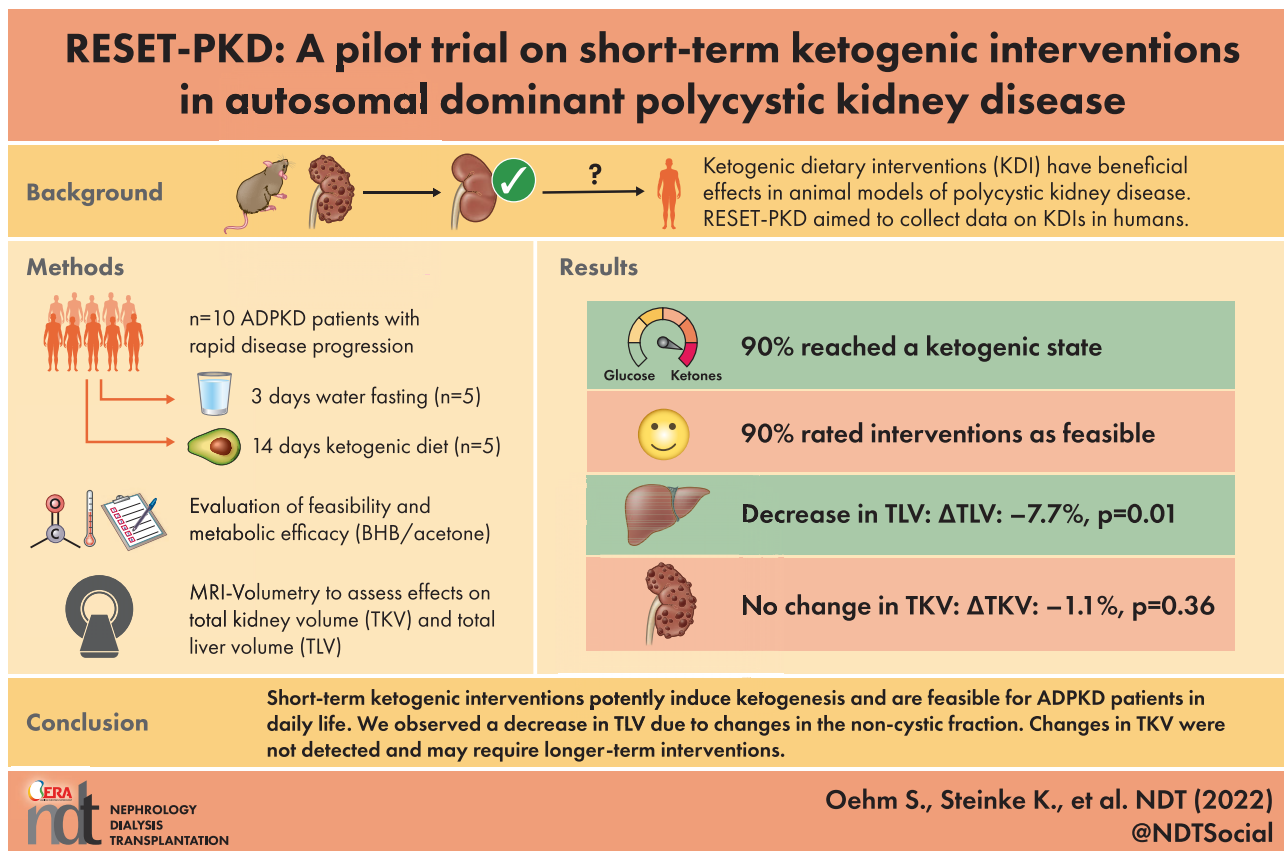 RESET-PKD: A pilot trial on short-term ketogenic interventions
in autosomal dominant polycystic kidney disease
Background
?
Ketogenic dietary interventions (KDI) have beneficial
effects in animal models of polycystic kidney disease.
RESET-PKD aimed to collect data on KDIs in humans.
Methods
n=10 ADPKD patients with
rapid disease progression
3 days water fasting (n=5)
14 days ketogenic diet (n=5)
O
C
Evaluation of feasibility and
metabolic efficacy (BHB/acetone)
MRI-Volumetry to assess effects on
total kidney volume (TKV) and total
liver volume (TLV)
Results
Glucose Ketones
90% reached a ketogenic state
90% rated interventions as feasible
Decrease in TLV: ΔTLV: −7.7%, p=0.01
No change in TKV: ΔTKV: −1.1%, p=0.36
Conclusion
Short-term ketogenic interventions potently induce ketogenesis and are feasible for ADPKD patients in
daily life. We observed a decrease in TLV due to changes in the non-cystic fraction. Changes in TKV were
not detected and may require longer-term interventions.
ERA
ndt
NEPHROLOGY
DIALYSIS
TRANSPLANTATION
Oehm S., Steinke K., et al. NDT (2022)
@NDTSocial